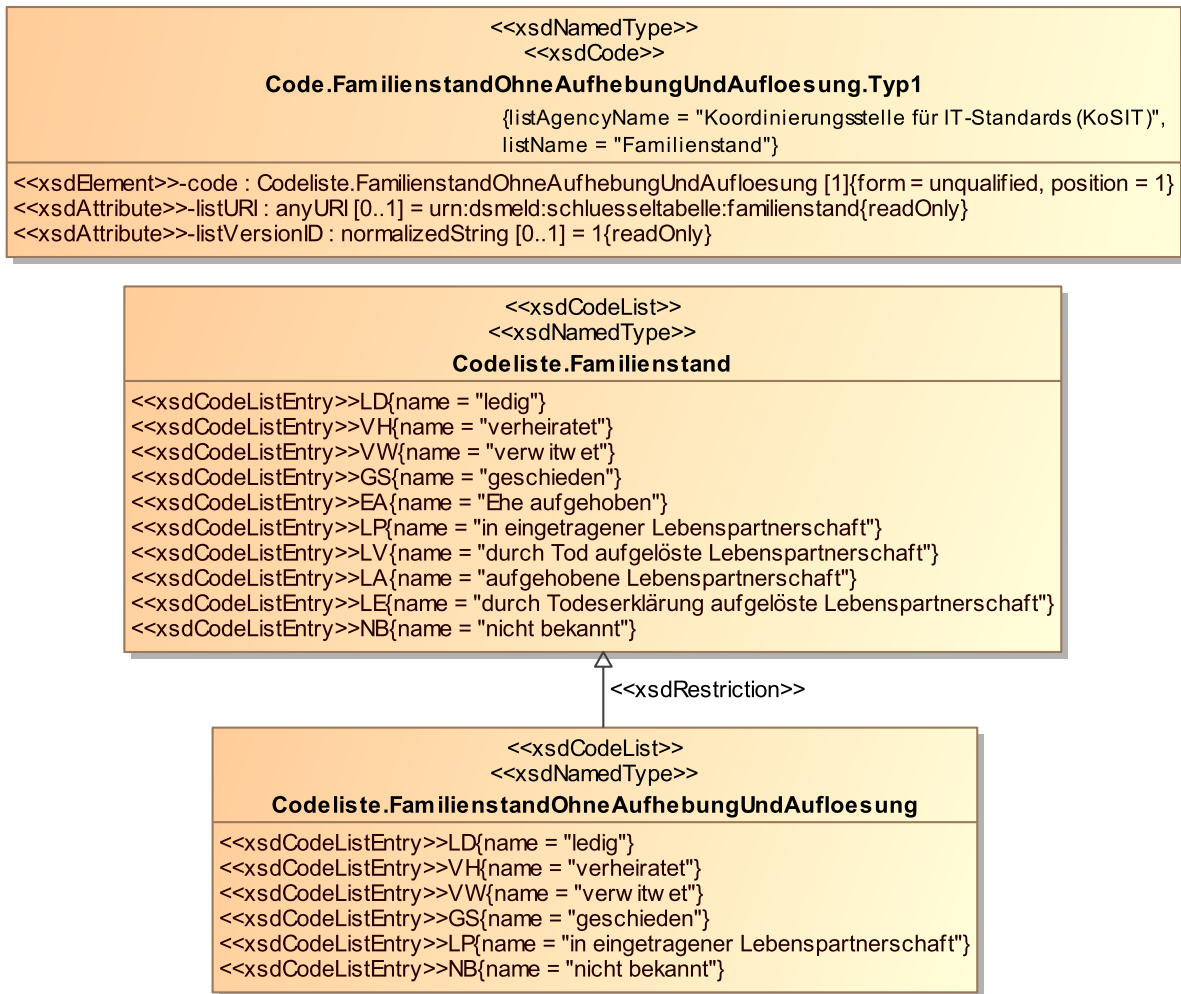 <<xsdNamedType>>
<<xsdCode>>
Code.FamilienstandOhneAufhebungUndAufloesung.Typ1
{listAgencyName = "Koordinierungsstelle für IT-Standards (KoSIT)",
listName = "Familienstand"}
<<xsdElement>>-code : Codeliste.FamilienstandOhneAufhebungUndAufloesung [1]{form = unqualified, position = 1}
<<xsdAttribute>>-listURI : anyURI [0..1] = urn:dsmeld:schluesseltabelle:familienstand{readOnly}
<<xsdAttribute>>-listVersionID : normalizedString [0..1] = 1{readOnly}
<<xsdCodeList>>
<<xsdNamedType>>
Codeliste.Familienstand
<<xsdCodeListEntry>>LD{name = "ledig"}
<<xsdCodeListEntry>>VH{name = "verheiratet"}
<<xsdCodeListEntry>>VW{name = "verwitwet"}
<<xsdCodeListEntry>>GS{name = "geschieden"}
<<xsdCodeListEntry>>EA{name = "Ehe aufgehoben"}
<<xsdCodeListEntry>>LP{name = "in eingetragener Lebenspartnerschaft"}
<<xsdCodeListEntry>>LV{name = "durch Tod aufgelöste Lebenspartnerschaft"}
<<xsdCodeListEntry>>LA{name = "aufgehobene Lebenspartnerschaft"}
<<xsdCodeListEntry>>LE{name = "durch Todeserklärung aufgelöste Lebenspartnerschaft"}
<<xsdCodeListEntry>>NB{name = "nicht bekannt"}
<<xsdRestriction>>
<<xsdCodeList>>
<<xsdNamedType>>
Codeliste.FamilienstandOhneAufhebungUndAufloesung
<<xsdCodeListEntry>>LD{name = "ledig"}
<<xsdCodeListEntry>>VH{name = "verheiratet"}
<<xsdCodeListEntry>>VW{name = "verwitwet"}
<<xsdCodeListEntry>>GS{name = "geschieden"}
<<xsdCodeListEntry>>LP{name = "in eingetragener Lebenspartnerschaft"}
<<xsdCodeListEntry>>NB{name = "nicht bekannt"}